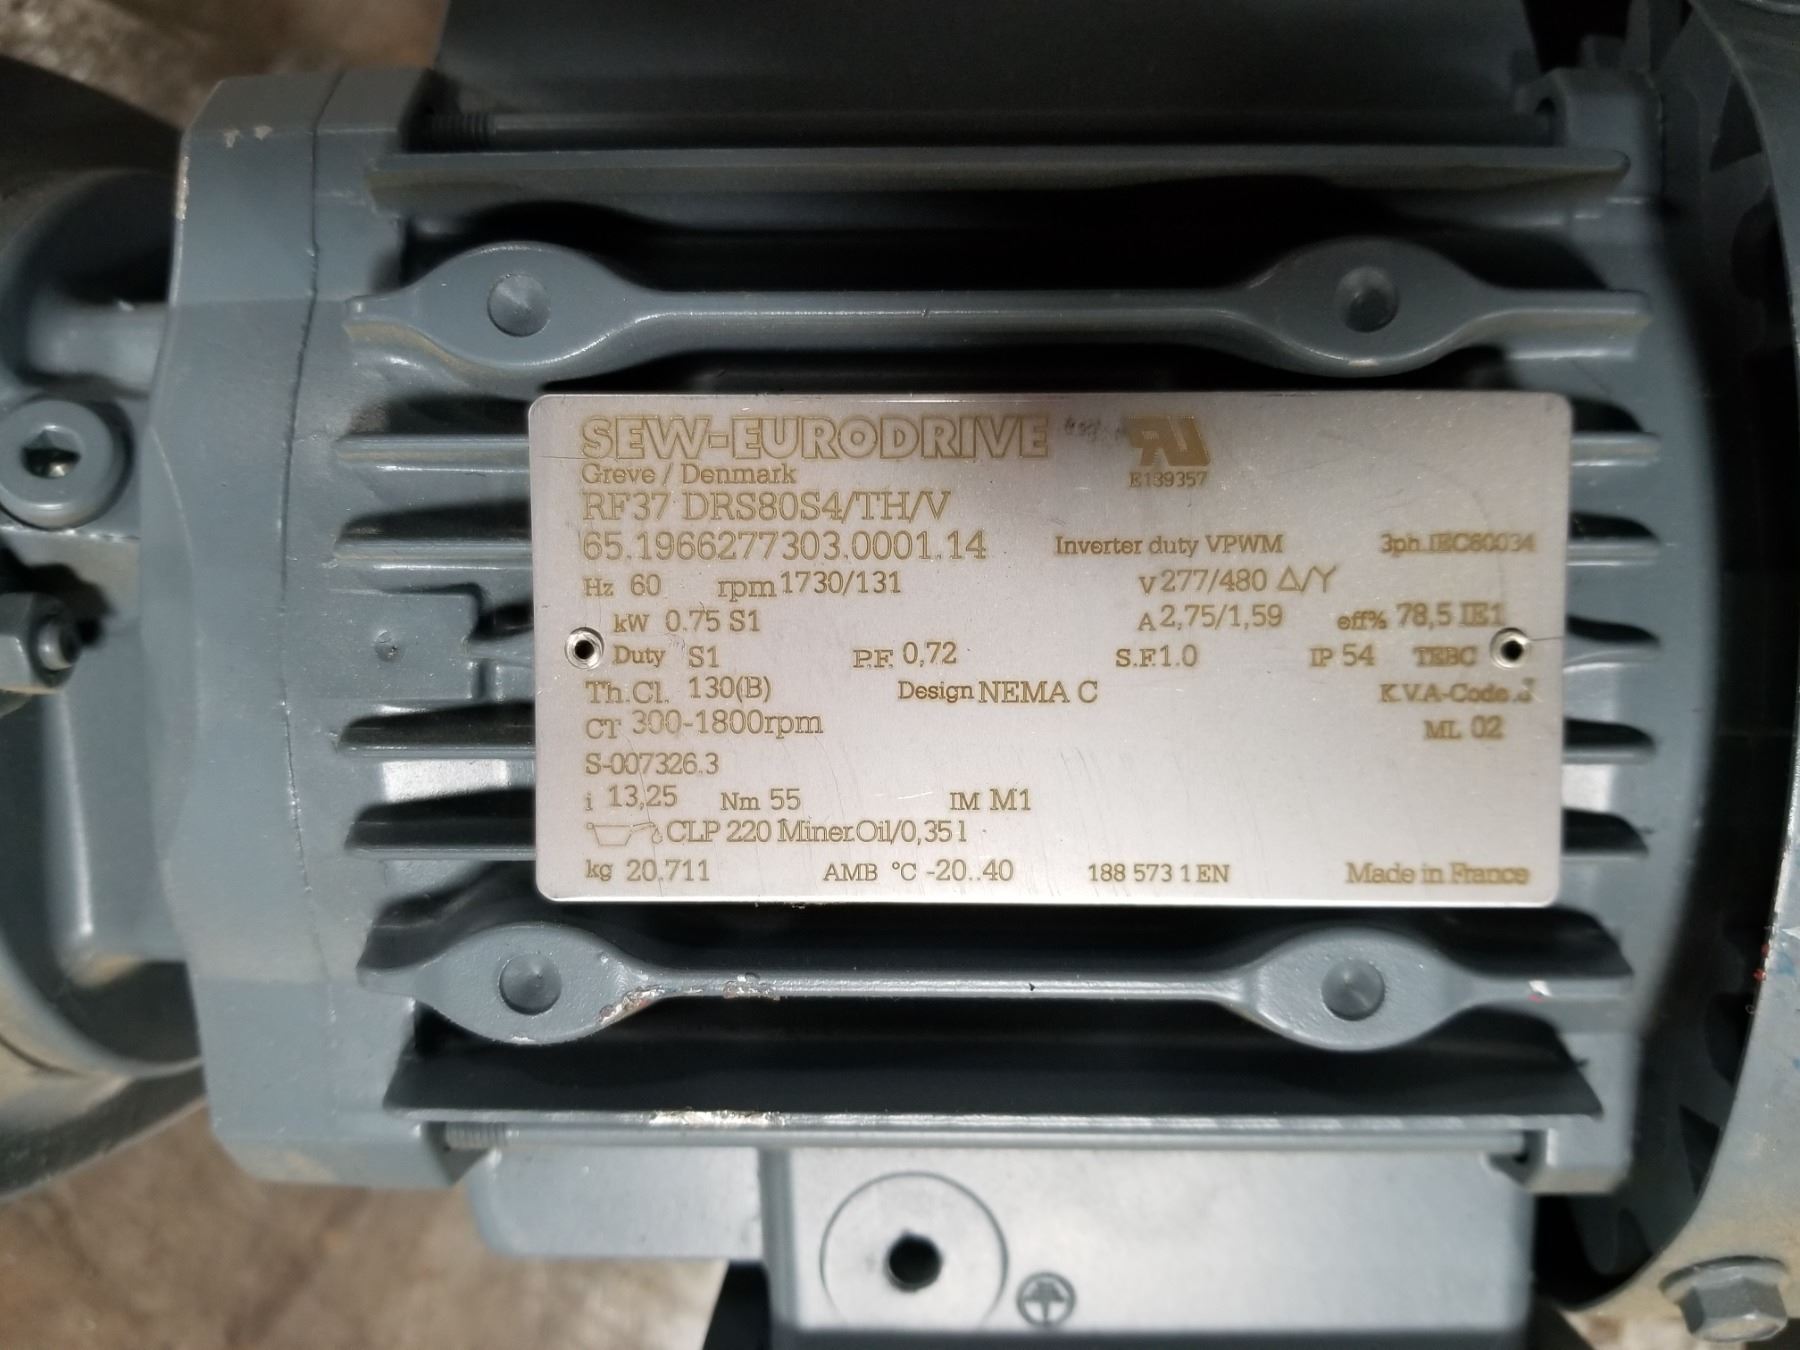 SEW-EURODRIVE
Greve / Denmark
E139357
RF37 DRS80S4/TH/V
65.1966277303.0001.14 Inverter duty VPWM 3ph.IEC60034
Hz 60 rpm 1730/131 V 277/480 Δ/Y
kW 0.75 S1 A 2,75/1,59 eff% 78,5 IE1
Duty S1 P.F. 0,72 S.F. 1.0 IP 54 TEBC
Th.Cl. 130(B) Design NEMA C K.V.A-Code J
CT 300-1800rpm ML 02
S-007326.3
i 13,25 Nm 55 IM M1
CLP 220 Miner.Oil/0,35 l
kg 20.711 AMB °C -20..40 188 573 1 EN Made in France